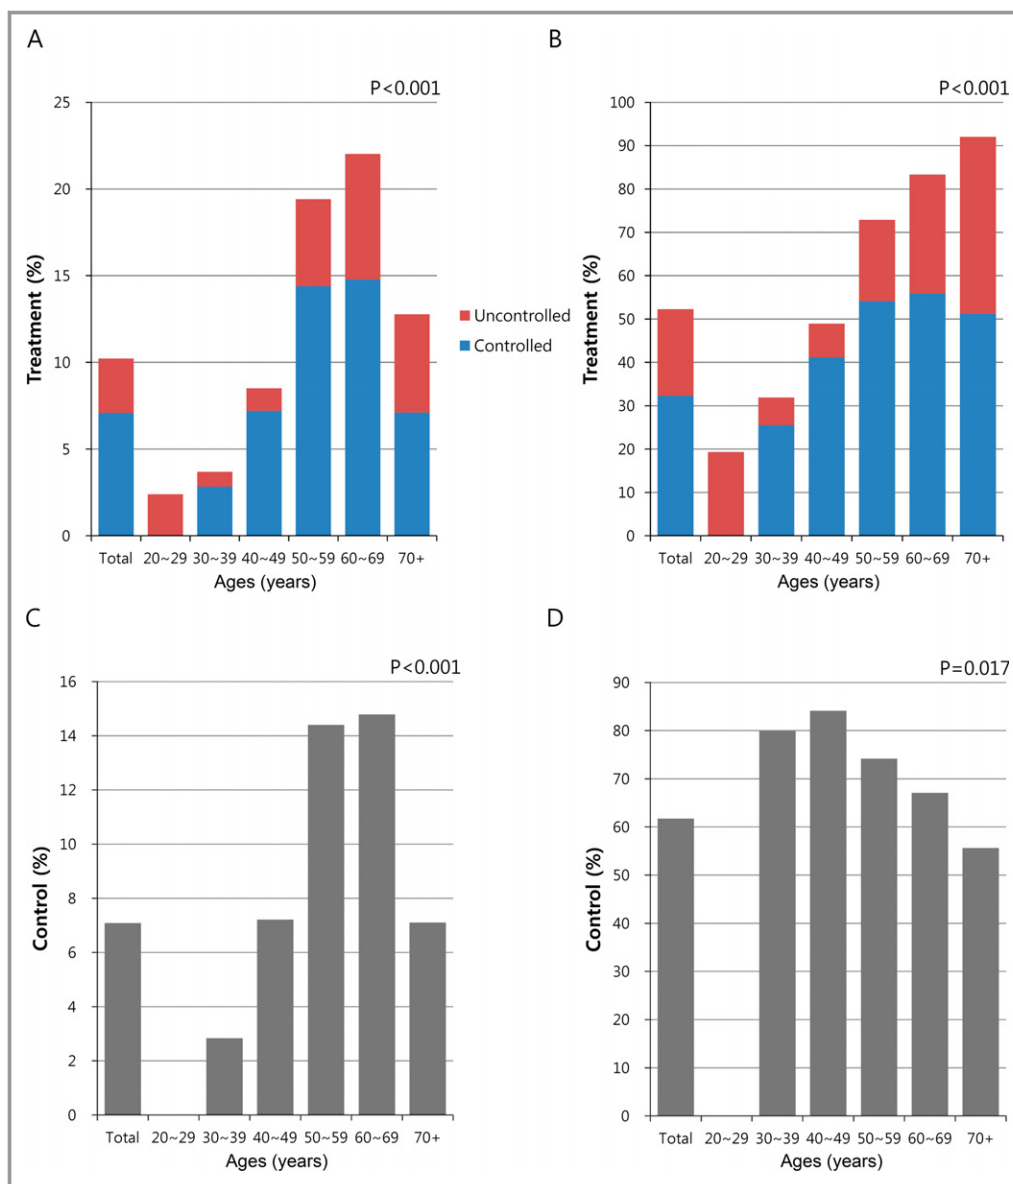 A
P<0.001
25
20
15
10
5
0
Treatment (%)
Total 20~29 30~39 40~49 50~59 60~69 70+
Ages (years)
Uncontrolled
Controlled
B
P<0.001
100
90
80
70
60
50
40
30
20
10
0
Treatment (%)
Total 20~29 30~39 40~49 50~59 60~69 70+
Ages (years)
C
P<0.001
16
14
12
10
8
6
4
2
0
Control (%)
Total 20~29 30~39 40~49 50~59 60~69 70+
Ages (years)
D
P=0.017
90
80
70
60
50
40
30
20
10
0
Control (%)
Total 20~29 30~39 40~49 50~59 60~69 70+
Ages (years)